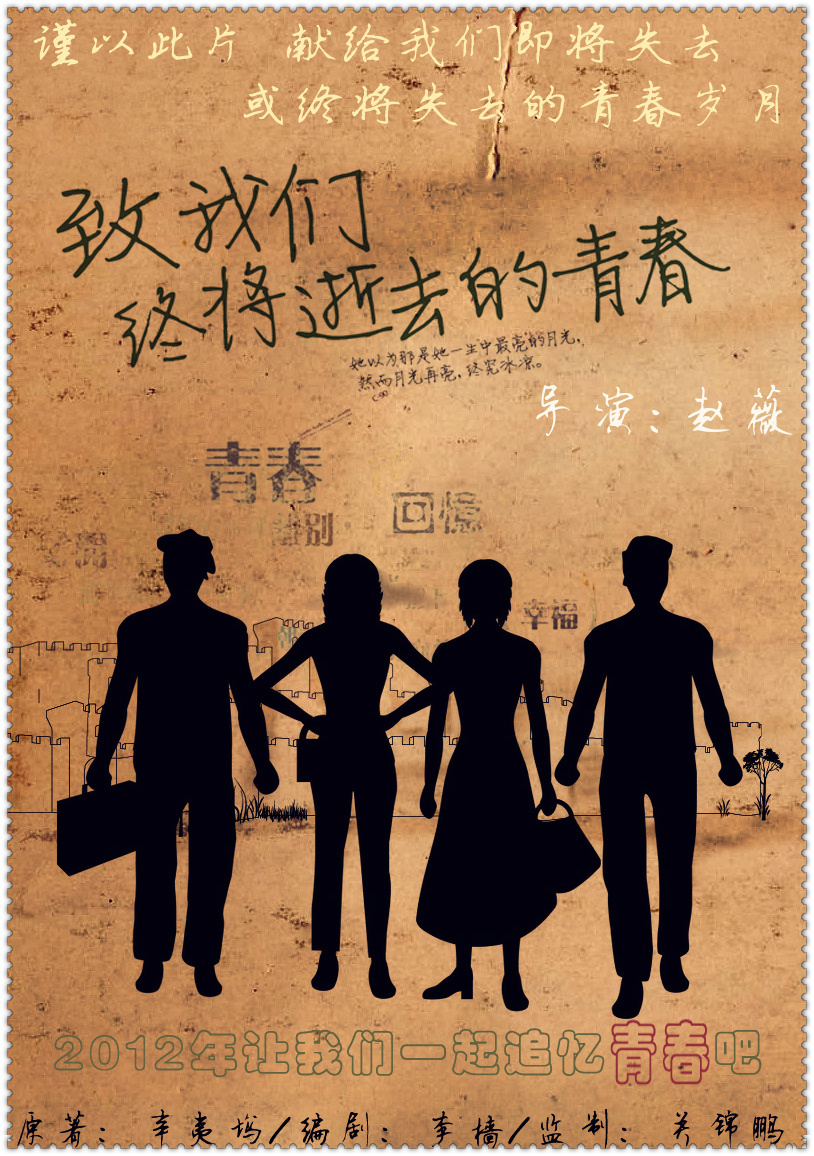 谨以此片 献给我们即将失去
或终将失去的青春岁月
致我们
终将逝去的青春
她以为那是她一生中最亮的月光，
然而月光再亮，终究冰凉。
导演：赵薇
青春
别
回憶
幸福
2012年让我们一起追忆青春吧
原著：辛夷坞/编剧：李樯/监制：关锦鹏